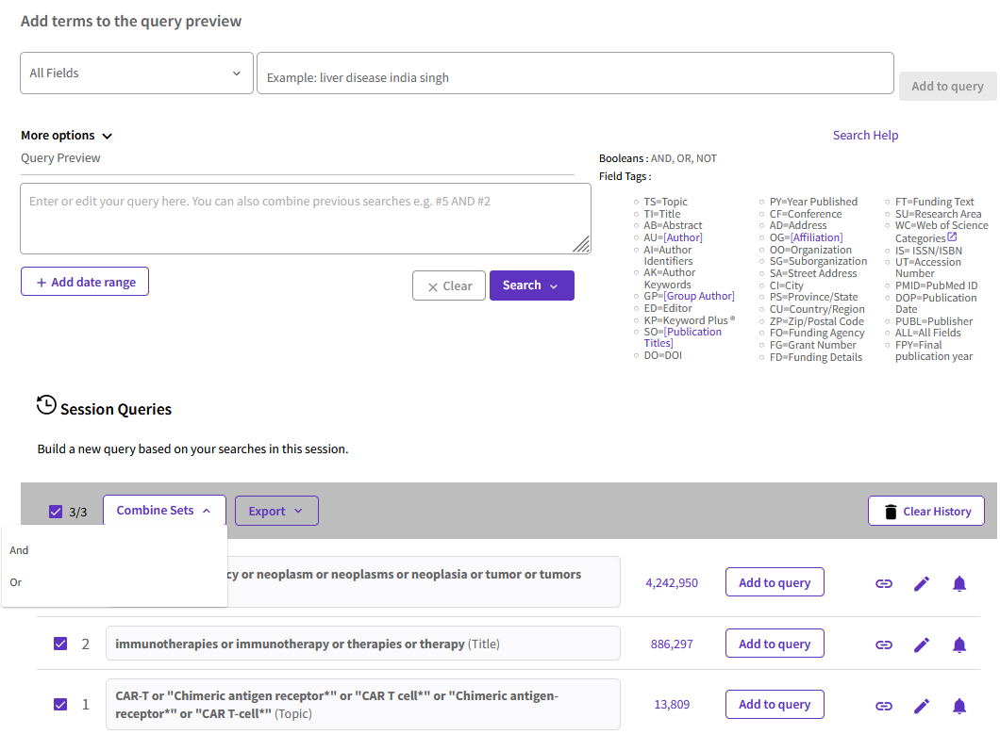 Add terms to the query preview
All Fields
Example: liver disease india singh
Add to query
More options
Search Help
Query Preview
Booleans : AND, OR, NOT
Field Tags :
Enter or edit your query here. You can also combine previous searches e.g. #5 AND #2
+ Add date range
Clear
Search
TS=Topic
TI=Title
AB=Abstract
AU=[Author]
AI=Author
Identifiers
AK=Author
Keywords
GP=[Group Author]
ED=Editor
KP=Keyword Plus ®
SO=[Publication
Titles]
DO=DOI
PY=Year Published
CF=Conference
AD=Address
OG=[Affiliation]
OO=Organization
SG=Suborganization
SA=Street Address
CI=City
PS=Province/State
CU=Country/Region
ZP=Zip/Postal Code
FO=Funding Agency
FG=Grant Number
FD=Funding Details
FT=Funding Text
SU=Research Area
WC=Web of Science
Categories
IS= ISSN/ISBN
UT=Accession
Number
PMID=PubMed ID
DOP=Publication
Date
PUBL=Publisher
ALL=All Fields
FPY=Final
publication year
Session Queries
Build a new query based on your searches in this session.
3/3
Combine Sets
Export
Clear History
And
Or
cy or neoplasm or neoplasms or neoplasia or tumor or tumors
4,242,950
Add to query
2
immunotherapies or immunotherapy or therapies or therapy (Title)
886,297
Add to query
1
CAR-T or "Chimeric antigen receptor*" or "CAR T cell*" or "Chimeric antigen-
receptor*" or "CAR T-cell*" (Topic)
13,809
Add to query